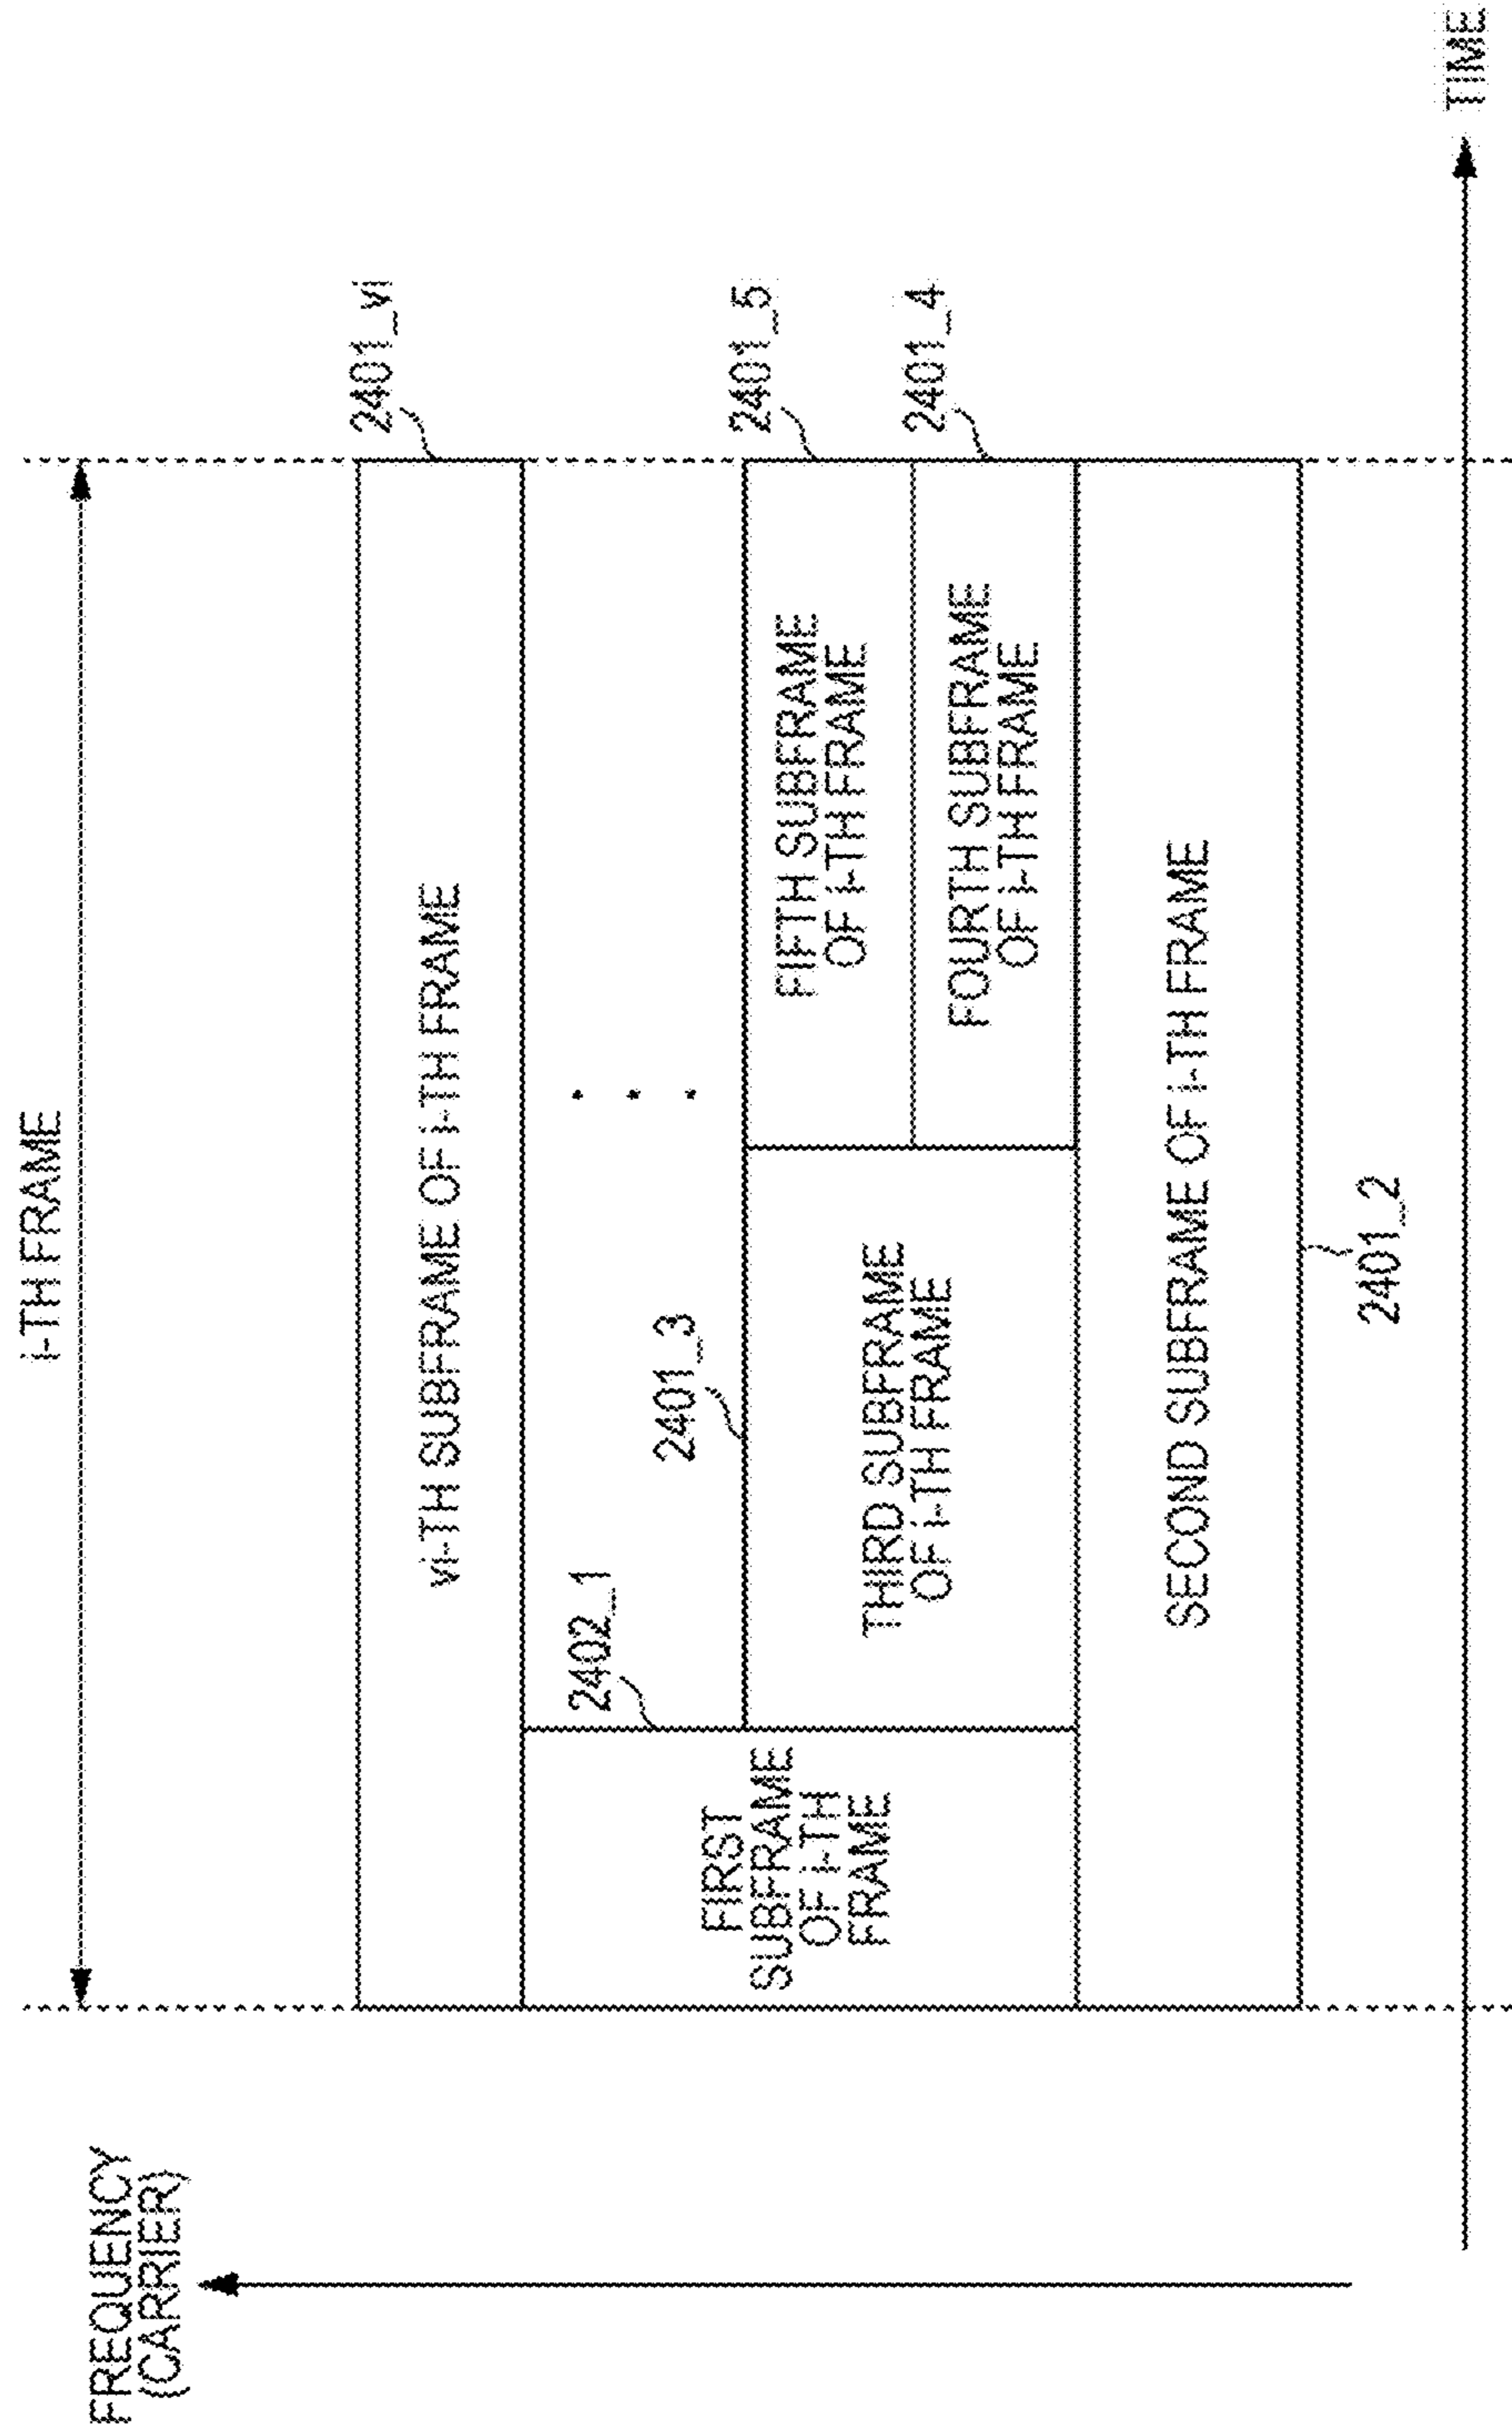 i-TH FRAME
FREQUENCY
(CARRIER)
2401_vi
vi-TH SUBFRAME OF i-TH FRAME
2402_1
FIRST
SUBFRAME
OF i-TH
FRAME
2401_3
THIRD SUBFRAME
OF i-TH FRAME
2401_5
FIFTH SUBFRAME
OF i-TH FRAME
2401_4
FOURTH SUBFRAME
OF i-TH FRAME
SECOND SUBFRAME OF i-TH FRAME
2401_2
TIME